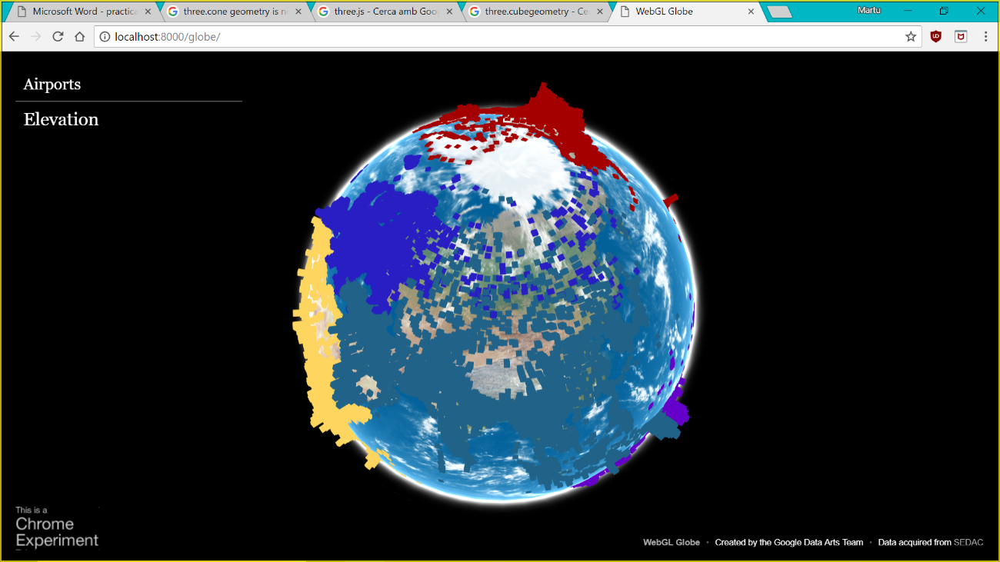 Microsoft Word - practica
three.cone geometry is n
three.js - Cerca amb Goo
three.cubegeometry - Ce
WebGL Globe
Martu
localhost:8000/globe/
Airports
Elevation
This is a
Chrome
Experiment
WebGL Globe • Created by the Google Data Arts Team • Data acquired from SEDAC